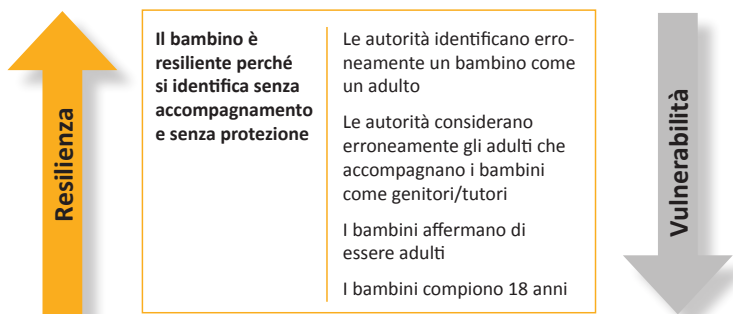 Resilienza
Il bambino è
resiliente perché
si identifica senza
accompagnamento
e senza protezione
Le autorità identificano erro-
neamente un bambino come
un adulto
Le autorità considerano
erroneamente gli adulti che
accompagnano i bambini
come genitori/tutori
I bambini affermano di
essere adulti
I bambini compiono 18 anni
Vulnerabilità